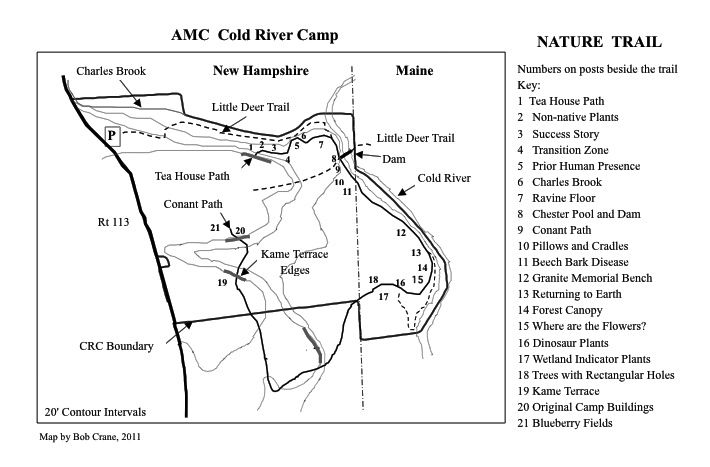 AMC Cold River Camp
NATURE TRAIL
Numbers on posts beside the trail
Key:
1 Tea House Path
2 Non-native Plants
3 Success Story
4 Transition Zone
5 Prior Human Presence
6 Charles Brook
7 Ravine Floor
8 Chester Pool and Dam
9 Conant Path
10 Pillows and Cradles
11 Beech Bark Disease
12 Granite Memorial Bench
13 Returning to Earth
14 Forest Canopy
15 Where are the Flowers?
16 Dinosaur Plants
17 Wetland Indicator Plants
18 Trees with Rectangular Holes
19 Kame Terrace
20 Original Camp Buildings
21 Blueberry Fields
Charles Brook
New Hampshire
Maine
Little Deer Trail
P
1
2
3
4
5
6
7
8
9
10
11
Little Deer Trail
Dam
Tea House Path
Cold River
Conant Path
Rt 113
21
20
12
Kame Terrace
Edges
13
14
15
19
18
16
17
CRC Boundary
20' Contour Intervals
Map by Bob Crane, 2011